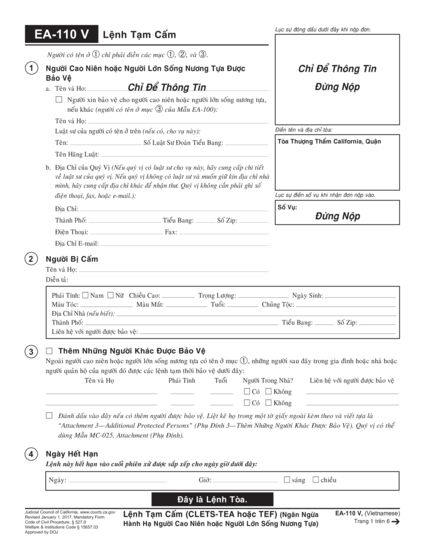 EA-110 V Lệnh Tạm Cấm
Lục sự đóng dấu dưới đây khi nộp đơn.
Người có tên ở ① chỉ phải điền các mục ①, ②, và ③.
1 Người Cao Niên hoặc Người Lớn Sống Nương Tựa Được Bảo Vệ
Chỉ Để Thông Tin
Đừng Nộp
a. Tên và Họ: Chỉ Để Thông Tin
Người xin bảo vệ cho người cao niên hoặc người lớn sống nương tựa,
nếu khác (người có tên ở mục ③ của Mẫu EA-100):
Tên và Họ:
Luật sư của người có tên ở trên (nếu có, cho vụ này):
Tên: Số Luật Sư Đoàn Tiểu Bang:
Tên Hãng Luật:
Điền tên và địa chỉ tòa:
Tòa Thượng Thẩm California, Quận
b. Địa Chỉ của Quý Vị (Nếu quý vị có luật sư cho vụ này, hãy cung cấp chi tiết
về luật sư của quý vị. Nếu quý vị không có luật sư và muốn giữ kín địa chỉ nhà
mình, hãy cung cấp địa chỉ khác để nhận thư. Quý vị không cần phải ghi số
điện thoại, fax, hoặc e-mail.):
Lục sự điền số vụ khi nhận đơn nộp vào.
Số Vụ:
Đừng Nộp
Địa Chỉ:
Thành Phố: Tiểu Bang: Số Zip:
Điện Thoại: Fax:
Địa Chỉ E-mail:
2 Người Bị Cấm
Tên và Họ:
Diễn tả:
Phái Tính: Nam Nữ Chiều Cao: Trọng Lượng: Ngày Sinh:
Màu Tóc: Màu Mắt: Tuổi: Chủng Tộc:
Địa Chỉ Nhà (nếu biết):
Thành Phố: Tiểu Bang: Số Zip:
Liên hệ với người được bảo vệ:
3 Thêm Những Người Khác Được Bảo Vệ
Ngoài người cao niên hoặc người lớn sống nương tựa có tên ở mục ①, những người sau đây trong gia đình hoặc nhà hoặc
người quản của người đó được các lệnh tạm thời bảo vệ dưới đây:
Tên và Họ Phái Tính Tuổi Người Trong Nhà? Liên hệ với người được bảo vệ
Có Không
Có Không
Đánh dấu vào đây nếu có thêm người được bảo vệ. Liệt kê họ trong một tờ giấy ngoài kèm theo và viết tựa là
"Attachment 3—Additional Protected Persons" (Phụ Đính 3—Thêm Những Người Khác Được Bảo Vệ). Quý vị có thể
dùng Mẫu MC-025, Attachment (Phụ Đính).
4 Ngày Hết Hạn
Lệnh này hết hạn vào cuối phiên xử được sắp xếp cho ngày giờ dưới đây:
Ngày: Giờ: sáng chiều
Đây là Lệnh Tòa.
Judicial Council of California, www.courts.ca.gov
Revised January 1, 2017, Mandatory Form
Code of Civil Procedure, § 527.9
Welfare & Institutions Code § 15657.03
Approved by DOJ
Lệnh Tạm Cấm (CLETS-TEA hoặc TEF) (Ngăn Ngừa
Hành Hạ Người Cao Niên hoặc Người Lớn Sống Nương Tựa)
EA-110 V, (Vietnamese)
Trang 1 trên 6